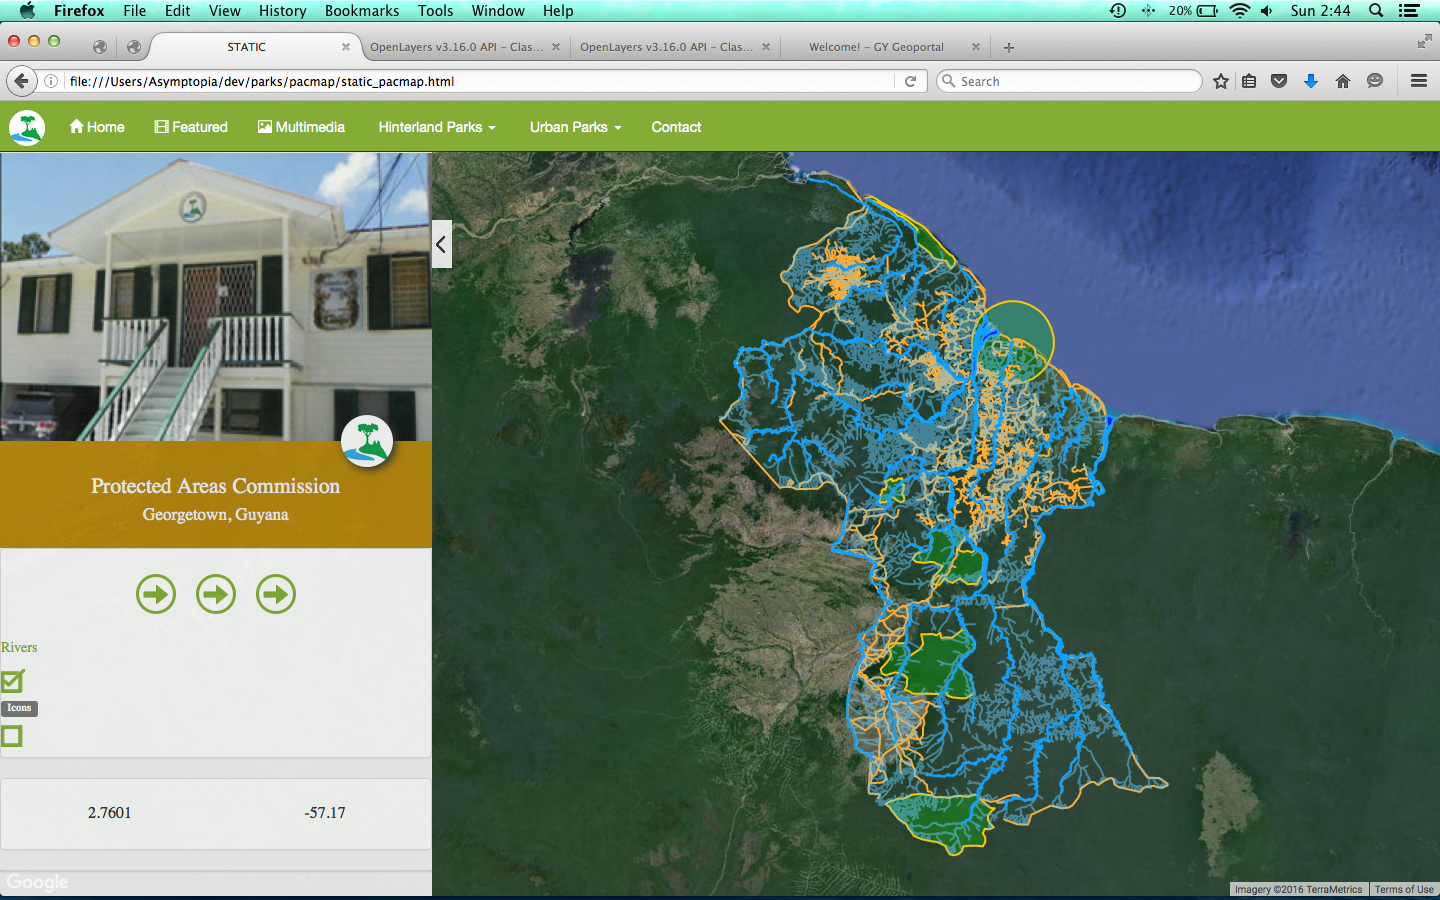 Firefox File Edit View History Bookmarks Tools Window Help 20% Sun 2:44
STATIC OpenLayers v3.16.0 API - Clas... OpenLayers v3.16.0 API - Clas... Welcome! - GY Geoportal
file:///Users/Asymptopia/dev/parks/pacmap/static_pacmap.html Search
Home Featured Multimedia Hinterland Parks Urban Parks Contact
Protected Areas Commission
Georgetown, Guyana
Rivers
Icons
2.7601 -57.17
Google
Imagery ©2016 TerraMetrics Terms of Use